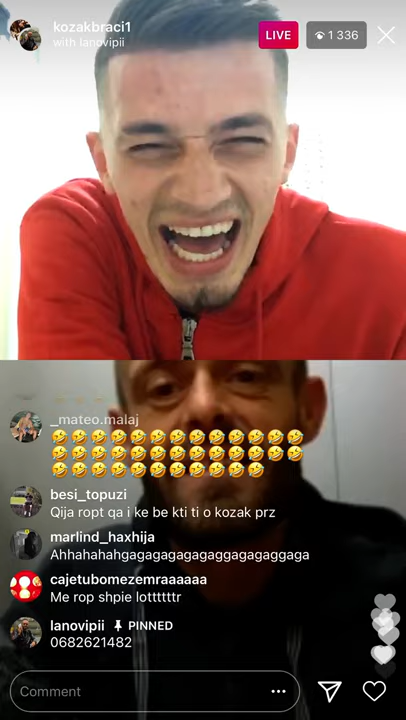 kozakbraci1
LIVE
1 336
with lanovipii
_mateo.malaj
🤣🤣🤣🤣🤣🤣🤣🤣🤣🤣🤣🤣🤣
🤣🤣🤣🤣🤣🤣🤣🤣🤣🤣🤣🤣🤣
🤣🤣🤣🤣🤣🤣🤣🤣🤣🤣🤣
besi_topuzi
Qija ropt qa i ke be kti ti o kozak prz
marlind_haxhija
Ahhahahahgagagagagagaggagagaggaga
cajetubomezemraaaaaa
Me rop shpie lottttttr
lanovipii PINNED
0682621482
Comment